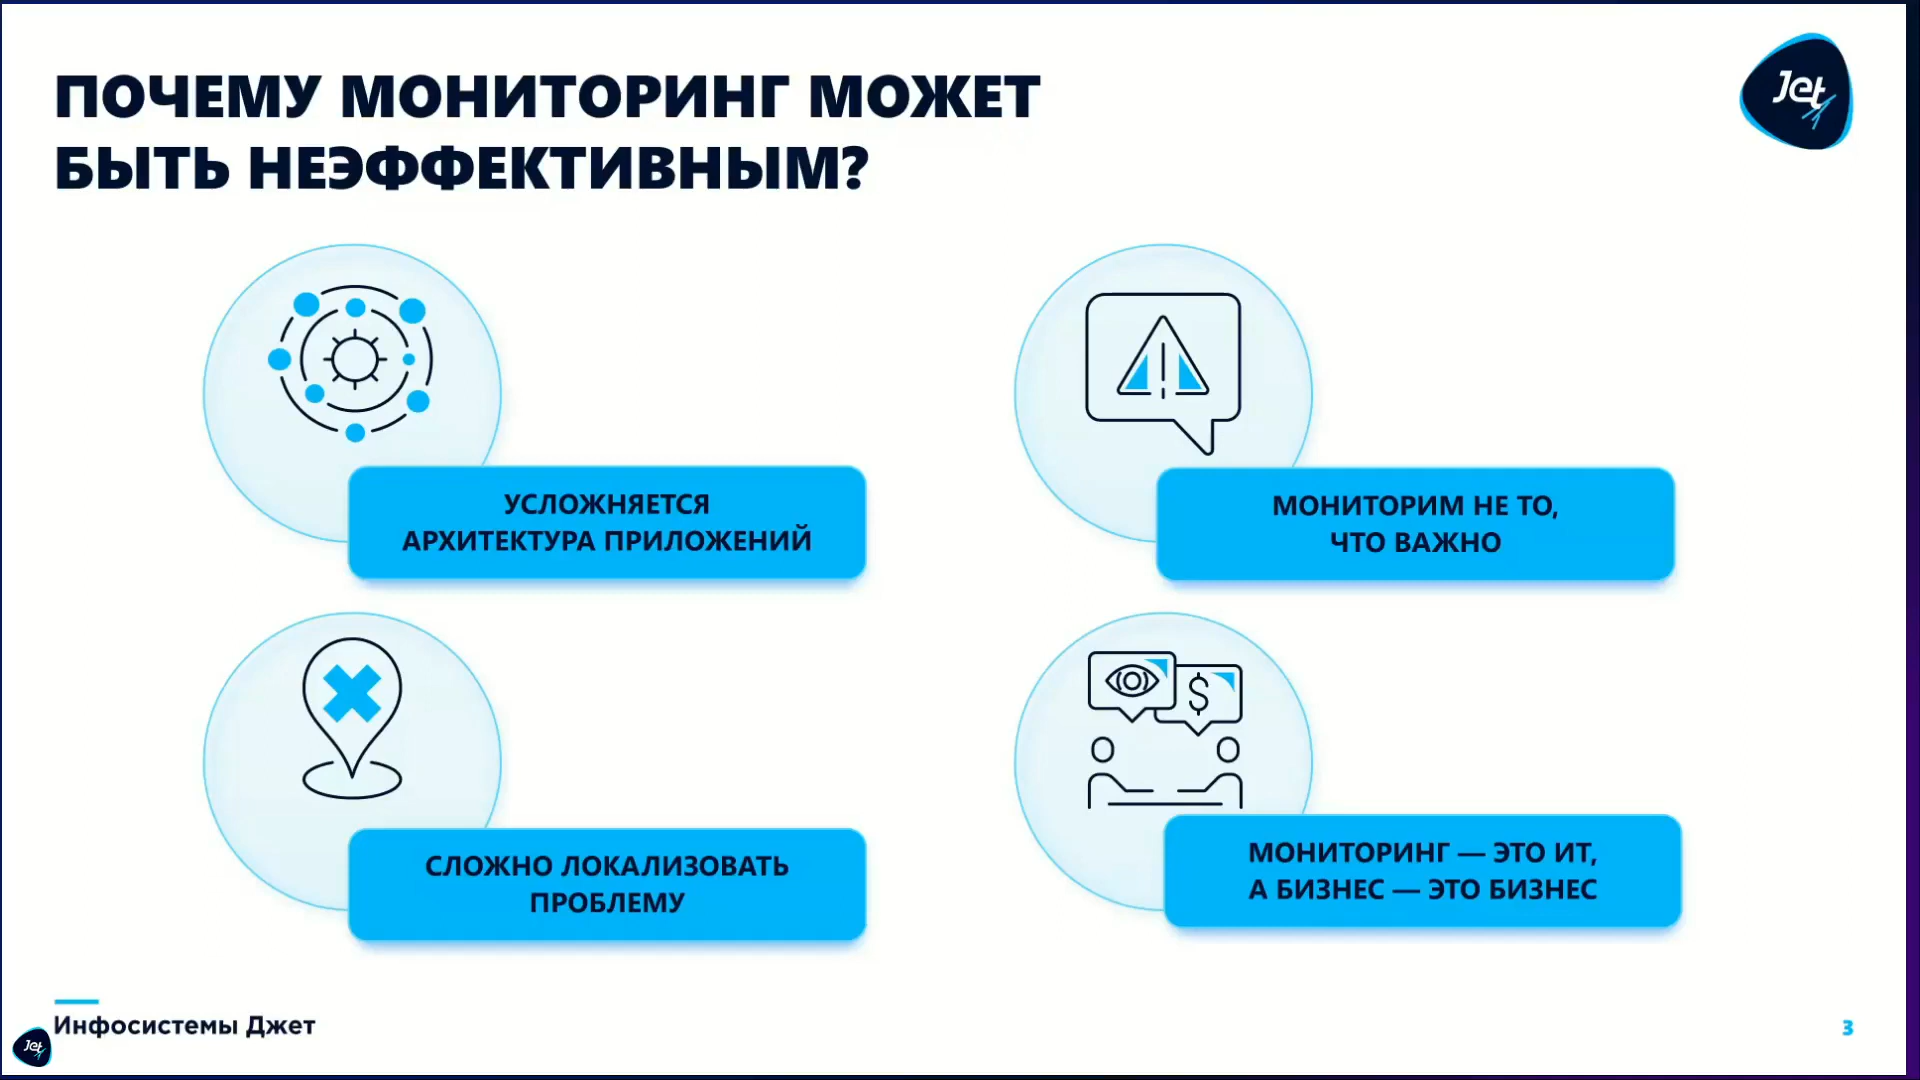 ПОЧЕМУ МОНИТОРИНГ МОЖЕТ
БЫТЬ НЕЭФФЕКТИВНЫМ?
Jet
УСЛОЖНЯЕТСЯ
АРХИТЕКТУРА ПРИЛОЖЕНИЙ
МОНИТОРИМ НЕ ТО,
ЧТО ВАЖНО
$
СЛОЖНО ЛОКАЛИЗОВАТЬ
ПРОБЛЕМУ
МОНИТОРИНГ — ЭТО ИТ,
А БИЗНЕС — ЭТО БИЗНЕС
Инфосистемы Джет
Jet
3